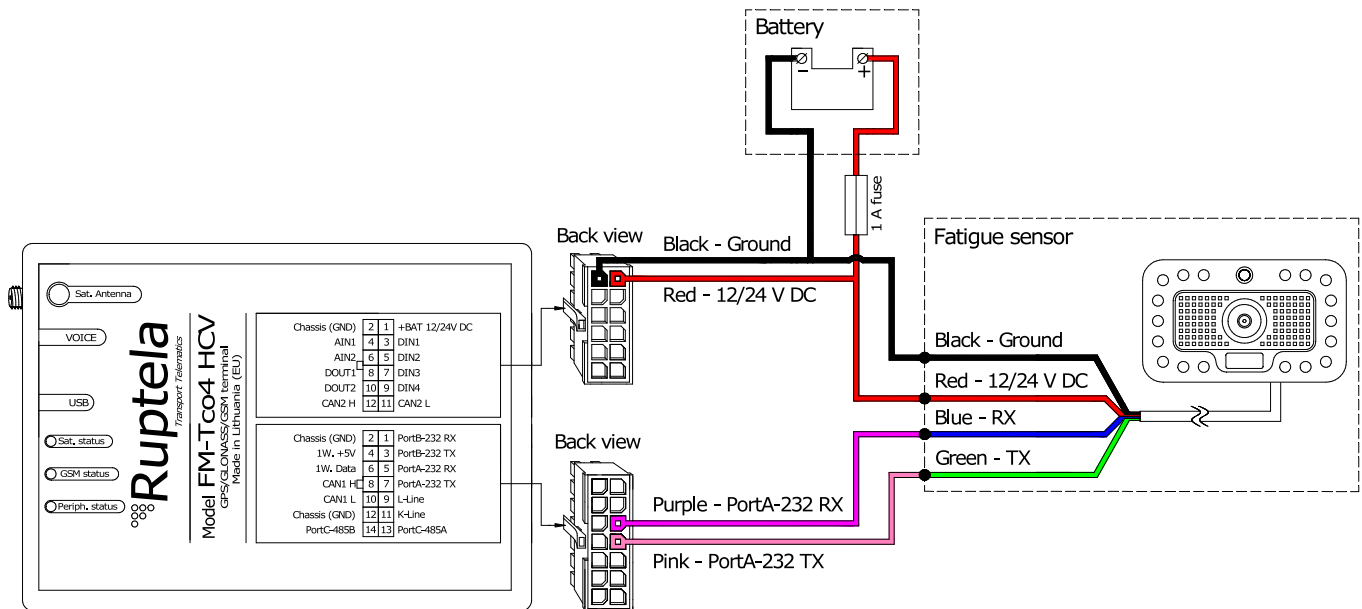 Battery
-
+
1 A fuse
Back view
Black - Ground
Red - 12/24 V DC
Fatigue sensor
Black - Ground
Red - 12/24 V DC
Blue - RX
Green - TX
Back view
Purple - PortA-232 RX
Pink - PortA-232 TX
Sat. Antenna
VOICE
USB
Sat. status
GSM status
Periph. status
Ruptela
Transport Telematics
Model FM-Tco4 HCV
GPS/GLONASS/GSM terminal
Made in Lithuania (EU)
Chassis (GND) 2 1 +BAT 12/24V DC
AIN1 4 3 DIN1
AIN2 6 5 DIN2
DOUT1 8 7 DIN3
DOUT2 10 9 DIN4
CAN2 H 12 11 CAN2 L
Chassis (GND) 2 1 PortB-232 RX
1W. +5V 4 3 PortB-232 TX
1W. Data 6 5 PortA-232 RX
CAN1 H 8 7 PortA-232 TX
CAN1 L 10 9 L-Line
Chassis (GND) 12 11 K-Line
PortC-485B 14 13 PortC-485A